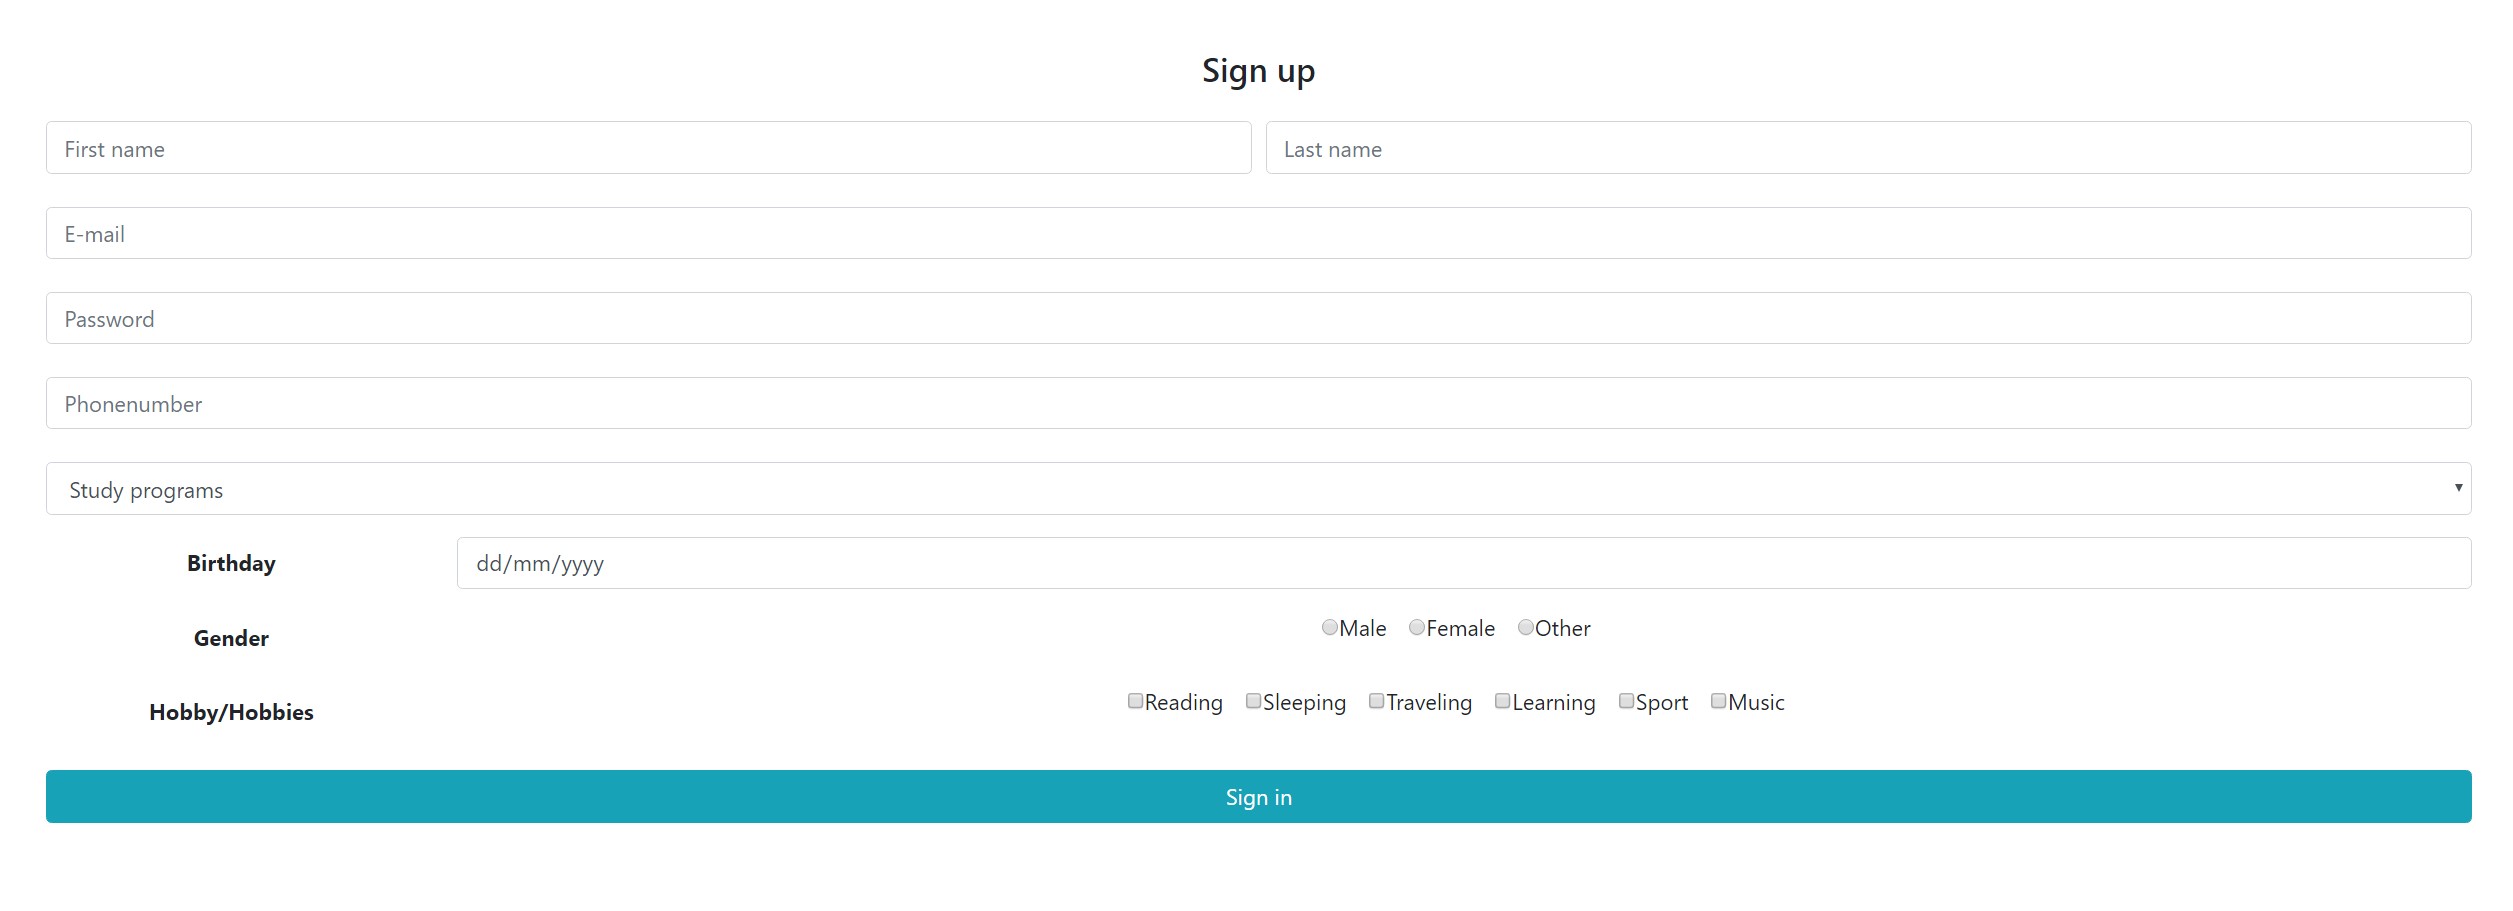 Sign up
First name Last name
E-mail
Password
Phonenumber
Study programs
Birthday dd/mm/yyyy
Gender Male Female Other
Hobby/Hobbies Reading Sleeping Traveling Learning Sport Music
Sign in